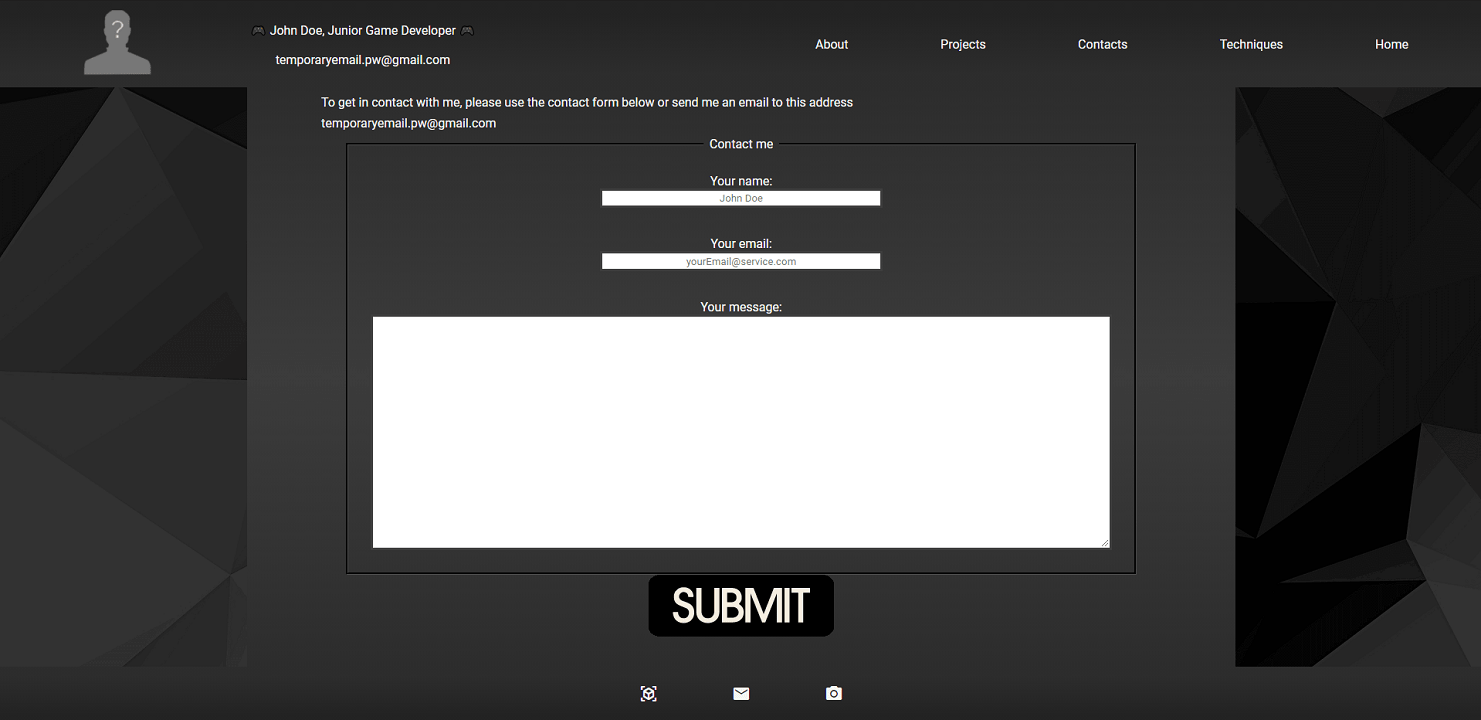 ?
🎮 John Doe, Junior Game Developer 🎮
temporaryemail.pw@gmail.com
About
Projects
Contacts
Techniques
Home
To get in contact with me, please use the contact form below or send me an email to this address
temporaryemail.pw@gmail.com
Contact me
Your name:
John Doe
Your email:
yourEmail@service.com
Your message:
SUBMIT